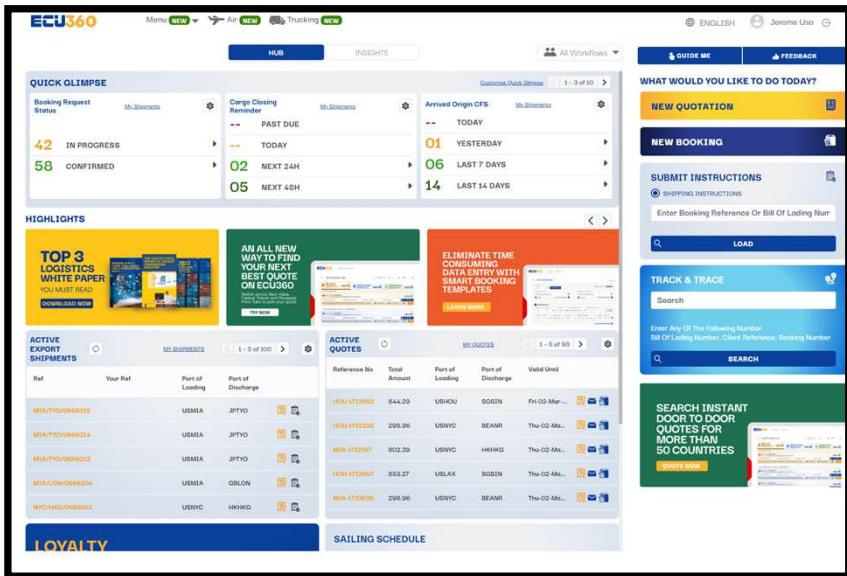 ECU360
Menu NEW Air NEW Trucking NEW
ENGLISH Jerome Usa
HUB INSIGHTS
All Workflows
GUIDE ME FEEDBACK
QUICK GLIMPSE
Customise Quick Glimpse 1 - 3 of 10
Booking Request
Status
My Shipments
42 IN PROGRESS
58 CONFIRMED
Cargo Closing
Reminder
My Shipments
-- PAST DUE
-- TODAY
02 NEXT 24H
05 NEXT 48H
Arrived Origin CFS My Shipments
-- TODAY
01 YESTERDAY
06 LAST 7 DAYS
14 LAST 14 DAYS
WHAT WOULD YOU LIKE TO DO TODAY?
NEW QUOTATION
NEW BOOKING
SUBMIT INSTRUCTIONS
SHIPPING INSTRUCTIONS
Enter Booking Reference Or Bill Of Lading Num
LOAD
HIGHLIGHTS
TOP 3
LOGISTICS
WHITE PAPER
YOU MUST READ
DOWNLOAD NOW
AN ALL NEW
WAY TO FIND
YOUR NEXT
BEST QUOTE
ON ECU360
TRY NOW
ELIMINATE TIME
CONSUMING
DATA ENTRY WITH
SMART BOOKING
TEMPLATES
LEARN MORE
TRACK & TRACE
Search
Enter Any Of The Following Number
Bill Of Lading Number, Client Reference, Booking Number
SEARCH
ACTIVE
EXPORT
SHIPMENTS
MY SHIPMENTS 1 - 5 of 100
Ref Your Ref Port of Loading Port of Discharge
MIA/TYO/0666215 USMIA JPTYO
MIA/TYO/0666214 USMIA JPTYO
MIA/TYO/0666213 USMIA JPTYO
MIA/LON/0666204 USMIA GBLON
USNYC HKHKG
ACTIVE
QUOTES
MY QUOTES 1 - 5 of 98
Reference No Total Amount Port of Loading Port of Discharge Valid Until
HOU-1712692 644.29 USHOU SGSIN Fri-03-Mar-...
HOU-1712232 298.96 USNYC BEANR Thu-02-Ma...
MIA-1712197 802.39 USNYC HKHKG Thu-02-Ma...
853.27 USLAX SGSIN Thu-02-Ma...
298.96 USNYC BEANR Thu-02-Ma...
SEARCH INSTANT
DOOR TO DOOR
QUOTES FOR
MORE THAN
50 COUNTRIES
QUOTE NOW
LOYALTY
SAILING SCHEDULE